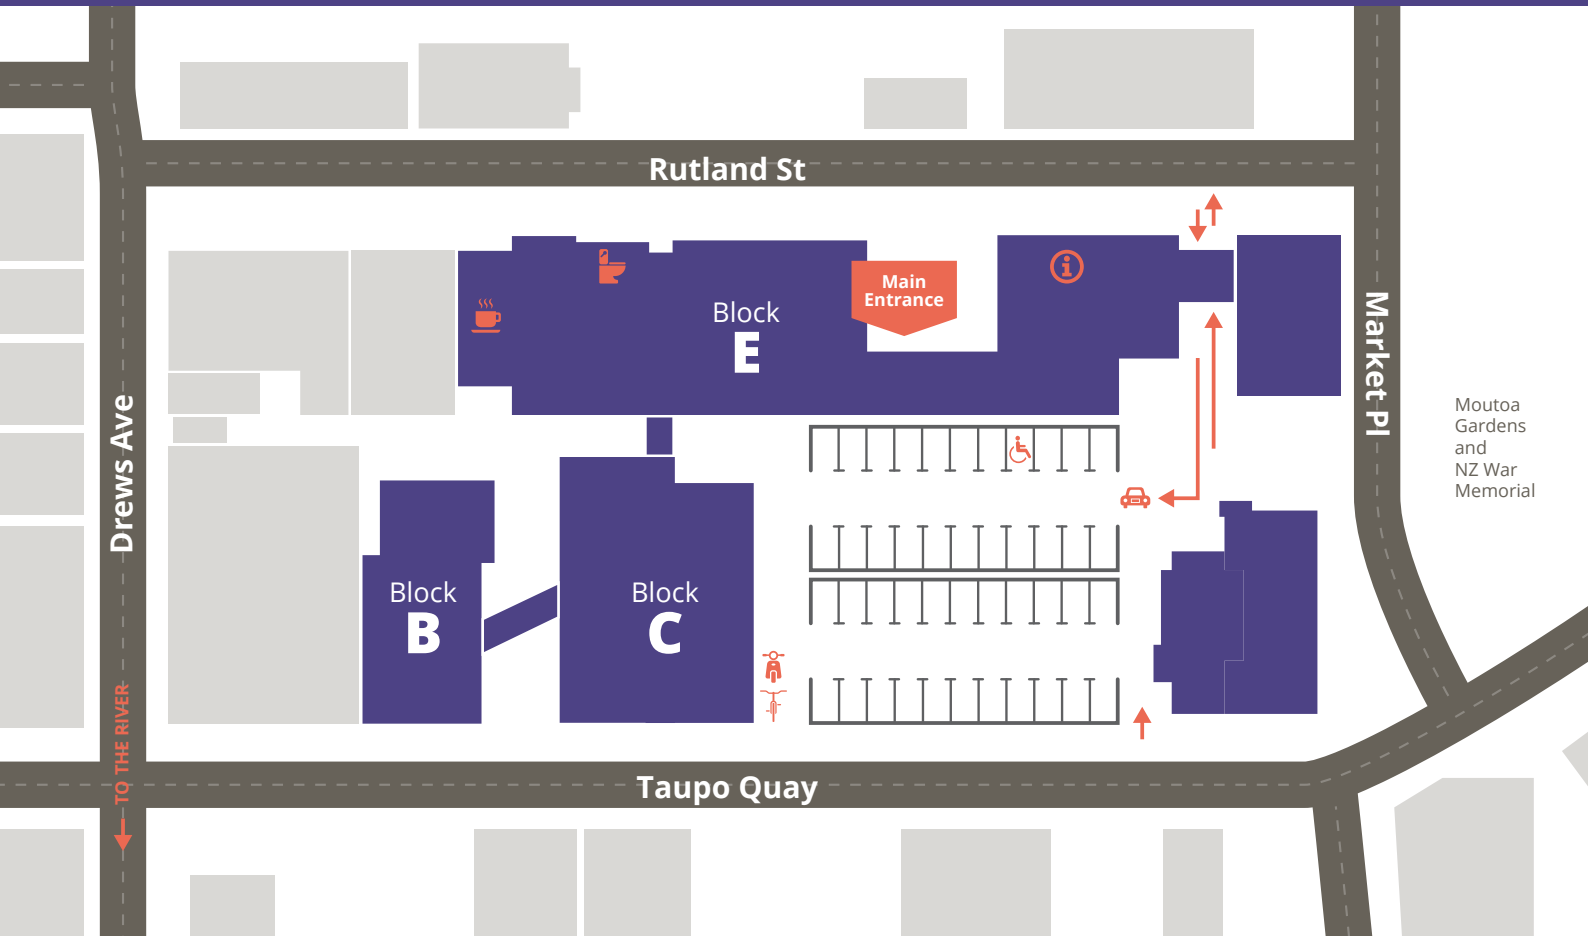 Rutland St
Main
Entrance
Block
E
Market Pl
Drews Ave
Moutoa
Gardens
and
NZ War
Memorial
Block
B
Block
C
TO THE RIVER
Taupo Quay